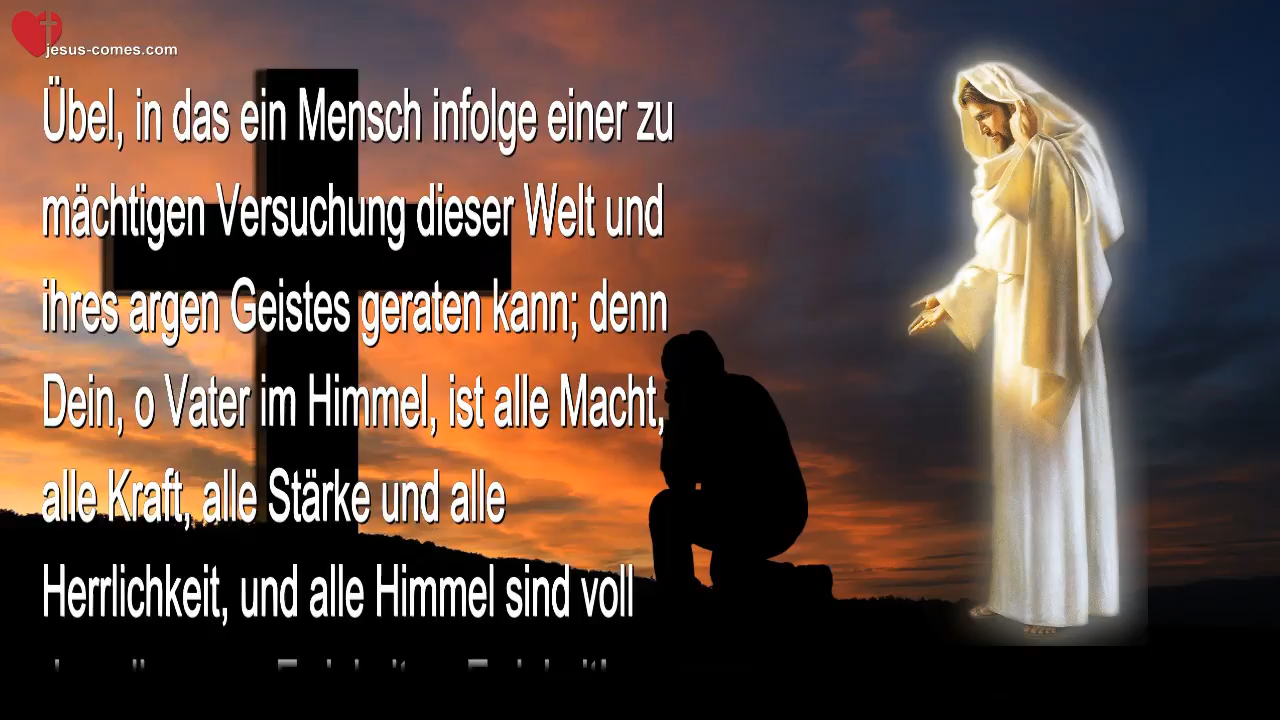 jesus-comes.com
Übel, in das ein Mensch infolge einer zu
mächtigen Versuchung dieser Welt und
ihres argen Geistes geraten kann; denn
Dein, o Vater im Himmel, ist alle Macht,
alle Kraft, alle Stärke und alle
Herrlichkeit, und alle Himmel sind voll